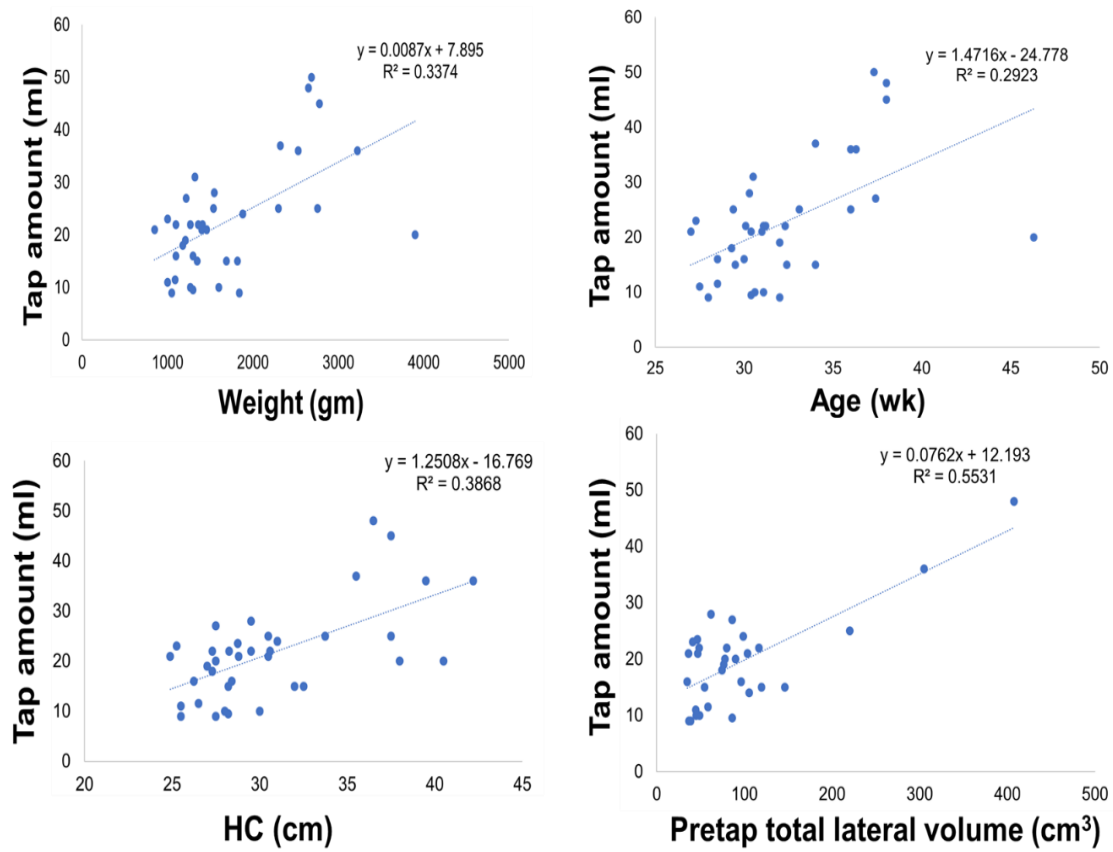 60
50
40
30
20
10
0
Tap amount (ml)
y = 0.0087x + 7.895
R² = 0.3374
0 1000 2000 3000 4000 5000
Weight (gm)
60
50
40
30
20
10
0
Tap amount (ml)
y = 1.4716x - 24.778
R² = 0.2923
25 30 35 40 45 50
Age (wk)
60
50
40
30
20
10
0
Tap amount (ml)
y = 1.2508x - 16.769
R² = 0.3868
20 25 30 35 40 45
HC (cm)
60
50
40
30
20
10
0
Tap amount (ml)
y = 0.0762x + 12.193
R² = 0.5531
0 100 200 300 400 500
Pretap total lateral volume (cm³)